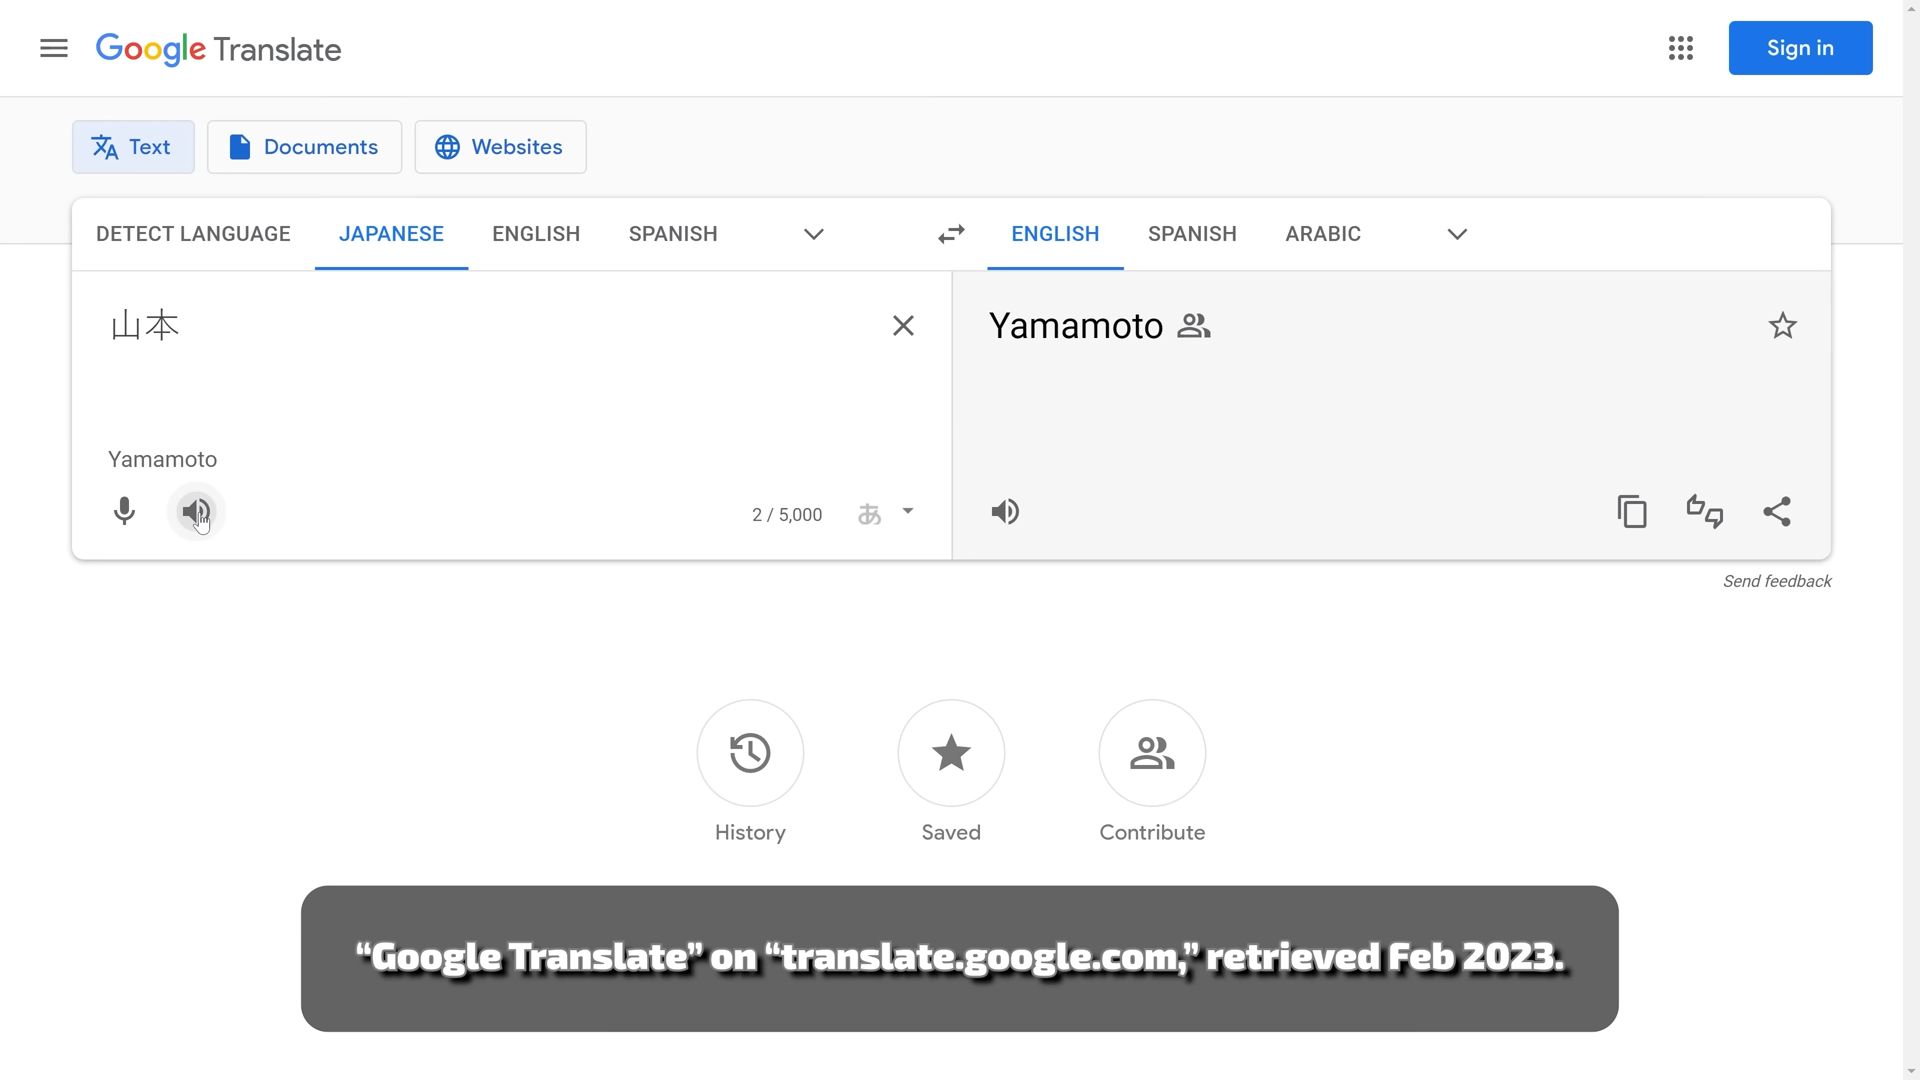 Google Translate
Sign in
Text
Documents
Websites
DETECT LANGUAGE
JAPANESE
ENGLISH
SPANISH
ENGLISH
SPANISH
ARABIC
山本
Yamamoto
Yamamoto
2 / 5,000
あ
Send feedback
History
Saved
Contribute
“Google Translate” on “translate.google.com,” retrieved Feb 2023.